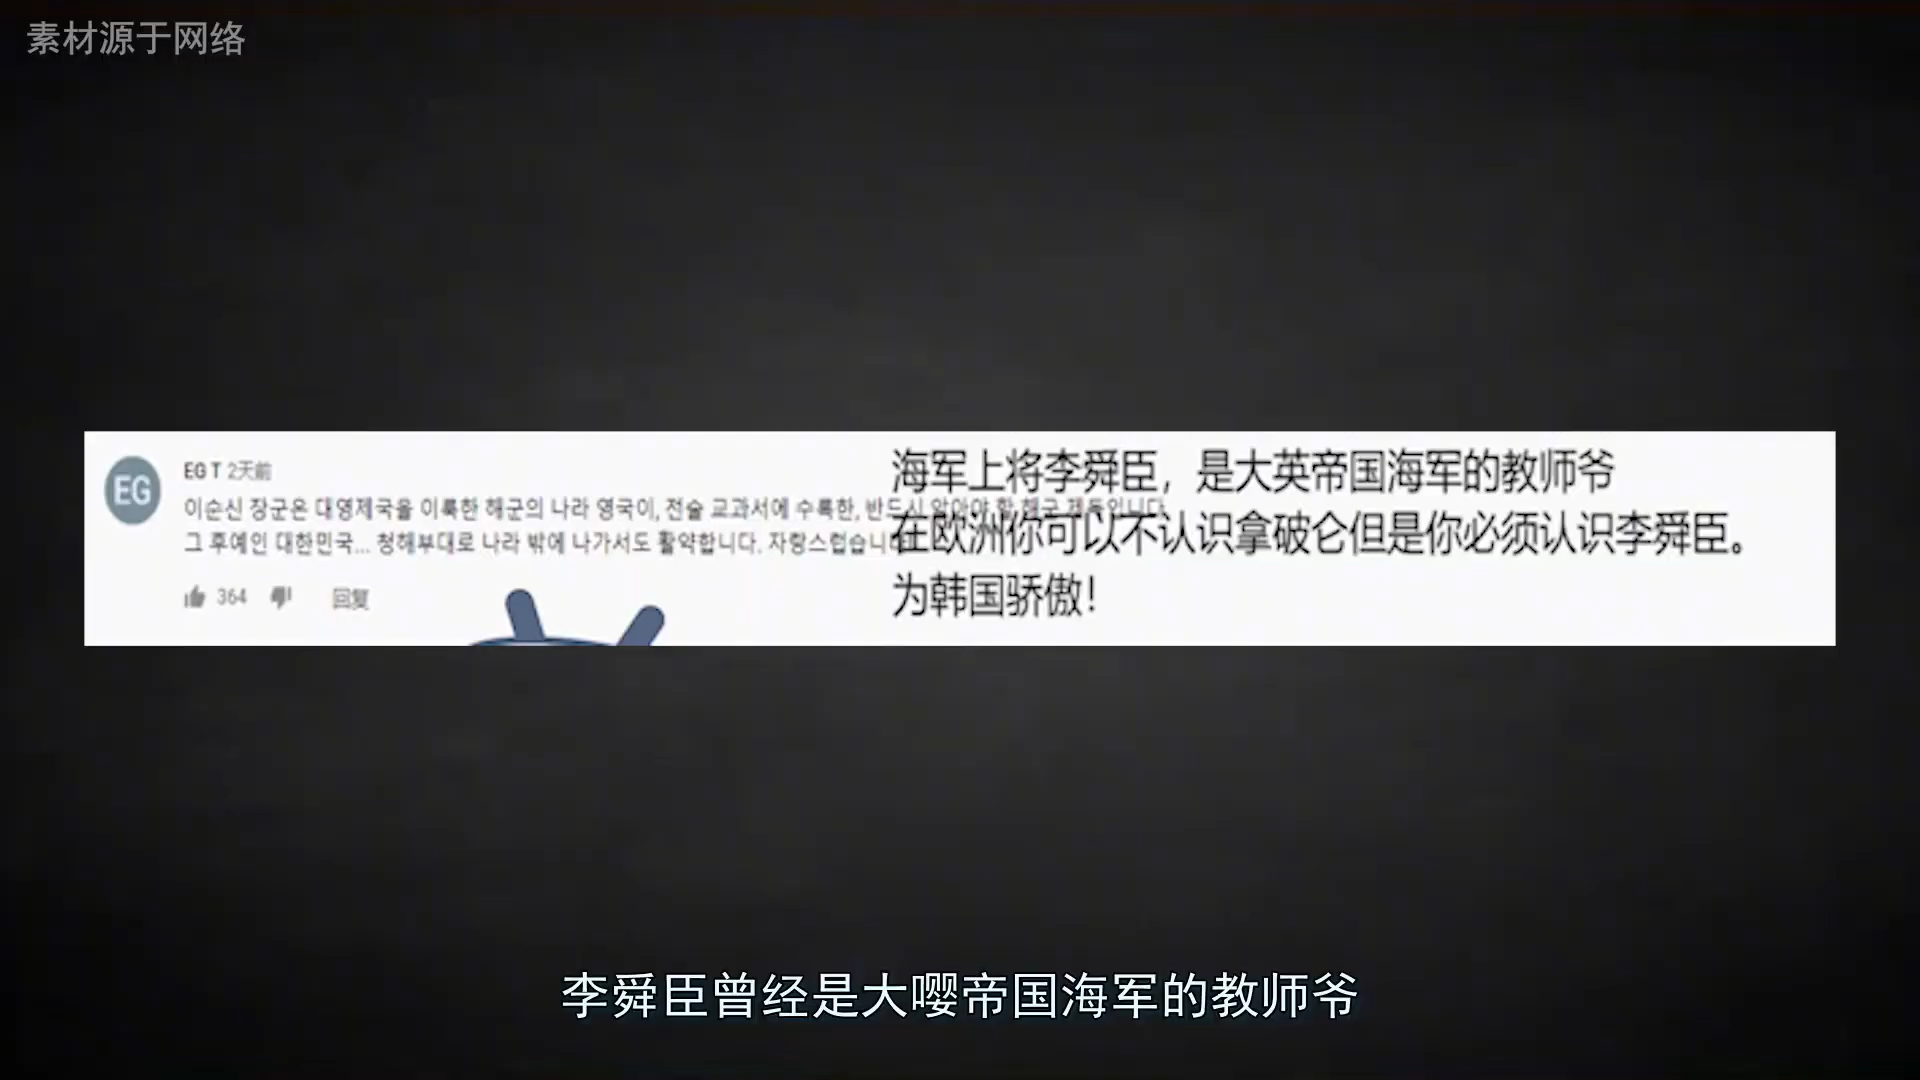 素材源于网络
EG
EG T 2天前
이순신 장군은 대영제국을 이룩한 해군의 나라 영국이, 전술 교과서에 수록한, 반드시 알아야 할 해군 제독입니다.
그 후예인 대한민국... 청해부대로 나라 밖에 나가서도 활약합니다. 자랑스럽습니다
364 回复
海军上将李舜臣，是大英帝国海军的教师爷
在欧洲你可以不认识拿破仑但是你必须认识李舜臣。
为韩国骄傲！
李舜臣曾经是大嘤帝国海军的教师爷